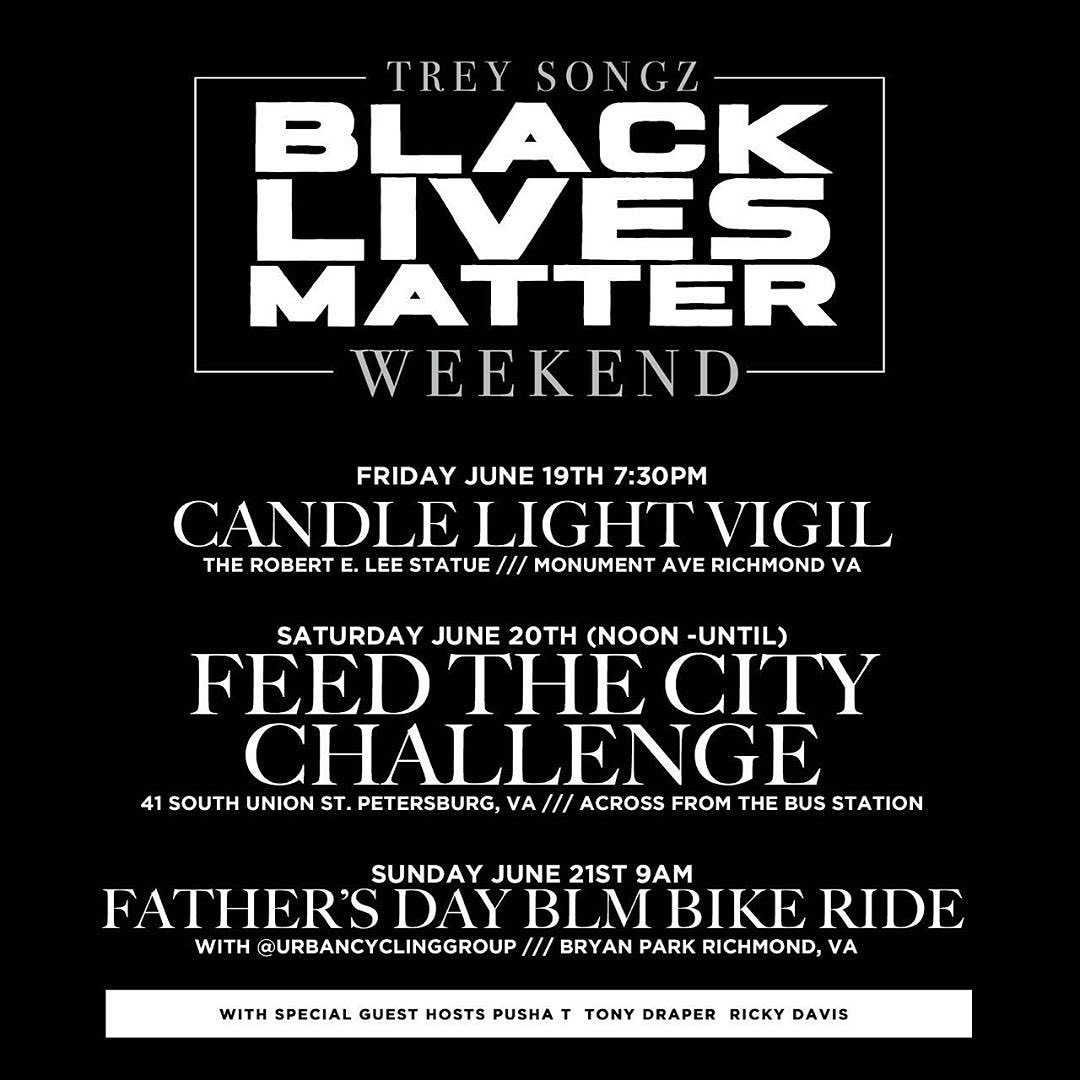 TREY SONGZ
BLACK
LIVES
MATTER
WEEKEND
FRIDAY JUNE 19TH 7:30PM
CANDLE LIGHT VIGIL
THE ROBERT E. LEE STATUE /// MONUMENT AVE RICHMOND VA
SATURDAY JUNE 20TH (NOON -UNTIL)
FEED THE CITY
CHALLENGE
41 SOUTH UNION ST. PETERSBURG, VA /// ACROSS FROM THE BUS STATION
SUNDAY JUNE 21ST 9AM
FATHER'S DAY BLM BIKE RIDE
WITH @URBANCYCLINGGROUP /// BRYAN PARK RICHMOND, VA
WITH SPECIAL GUEST HOSTS PUSHA T TONY DRAPER RICKY DAVIS